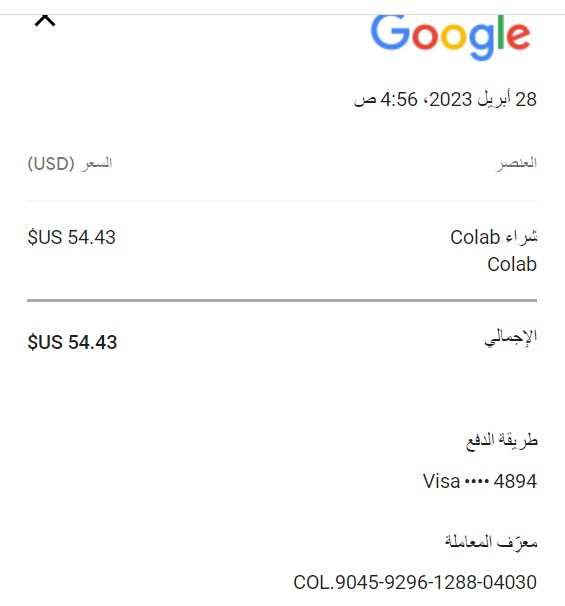 Google
28 أبريل 2023، 4:56 ص
العنصر السعر (USD)
شراء Colab $US 54.43
Colab
الإجمالي $US 54.43
طريقة الدفع
Visa •••• 4894
معرّف المعاملة
COL.9045-9296-1288-04030